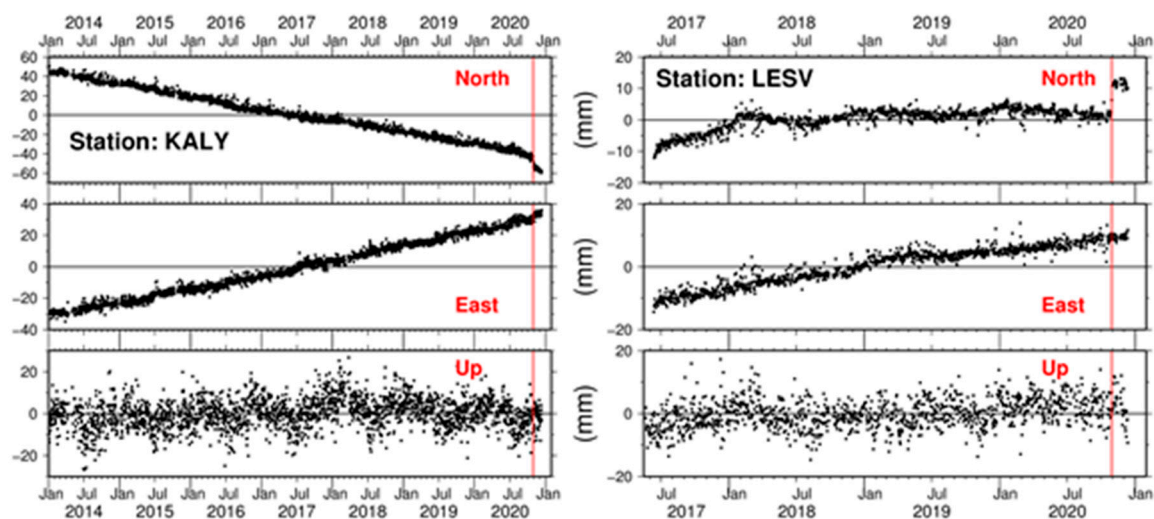 2014 2015 2016 2017 2018 2019 2020
Jan Jul Jan Jul Jan Jul Jan Jul Jan Jul Jan Jul Jan Jul Jan
60
40
20
0
−20
−40
−60
North
Station: KALY
40
20
0
−20
−40
East
20
0
−20
Up
Jan Jul Jan Jul Jan Jul Jan Jul Jan Jul Jan Jul Jan Jul Jan
2014 2015 2016 2017 2018 2019 2020
2017 2018 2019 2020
Jul Jan Jul Jan Jul Jan Jul Jan
(mm)
20
10
0
−10
−20
Station: LESV
North
(mm)
20
0
−20
East
(mm)
20
0
−20
Up
Jul Jan Jul Jan Jul Jan Jul Jan
2017 2018 2019 2020